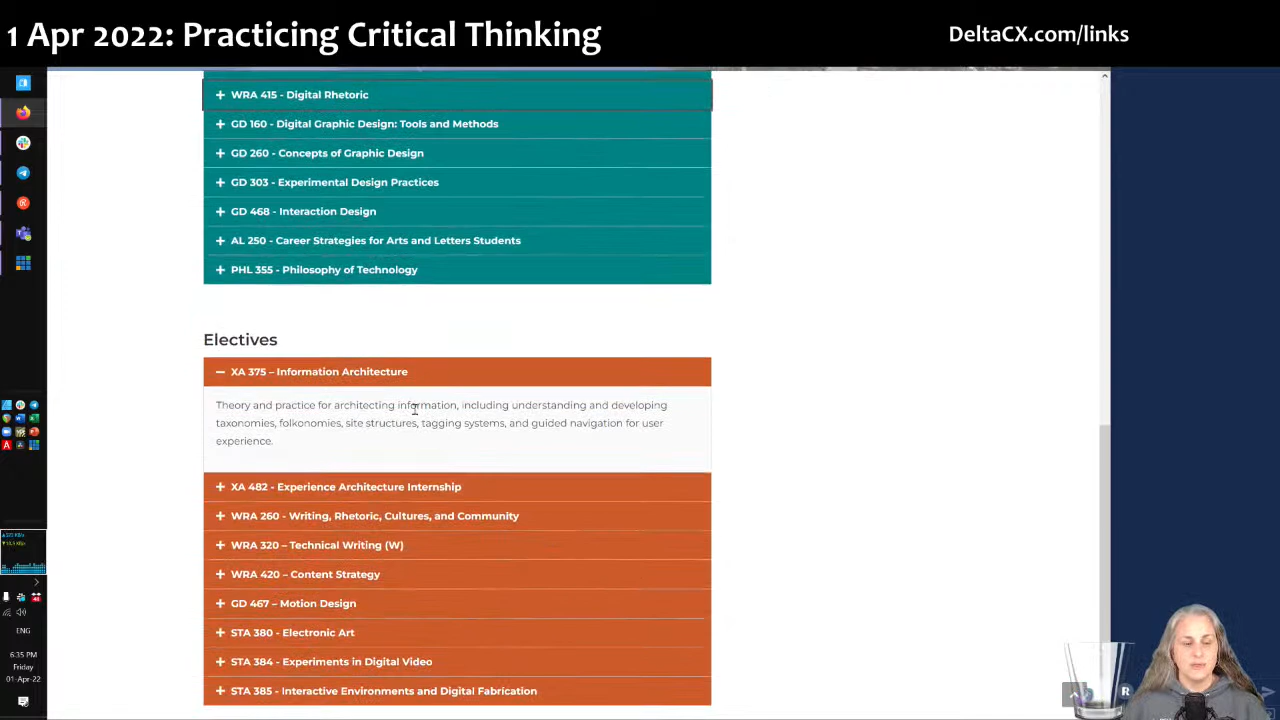 1 Apr 2022: Practicing Critical Thinking
DeltaCX.com/links
WRA 415 - Digital Rhetoric
GD 160 - Digital Graphic Design: Tools and Methods
GD 260 - Concepts of Graphic Design
GD 303 - Experimental Design Practices
GD 468 - Interaction Design
AL 250 - Career Strategies for Arts and Letters Students
PHL 355 - Philosophy of Technology
Electives
XA 375 – Information Architecture
Theory and practice for architecting information, including understanding and developing
taxonomies, folkonomies, site structures, tagging systems, and guided navigation for user
experience.
XA 482 - Experience Architecture Internship
WRA 260 - Writing, Rhetoric, Cultures, and Community
WRA 320 – Technical Writing (W)
WRA 420 – Content Strategy
GD 467 – Motion Design
STA 380 - Electronic Art
STA 384 - Experiments in Digital Video
STA 385 - Interactive Environments and Digital Fabrication
ENG
6:35 PM
Friday
01-Apr-22
R